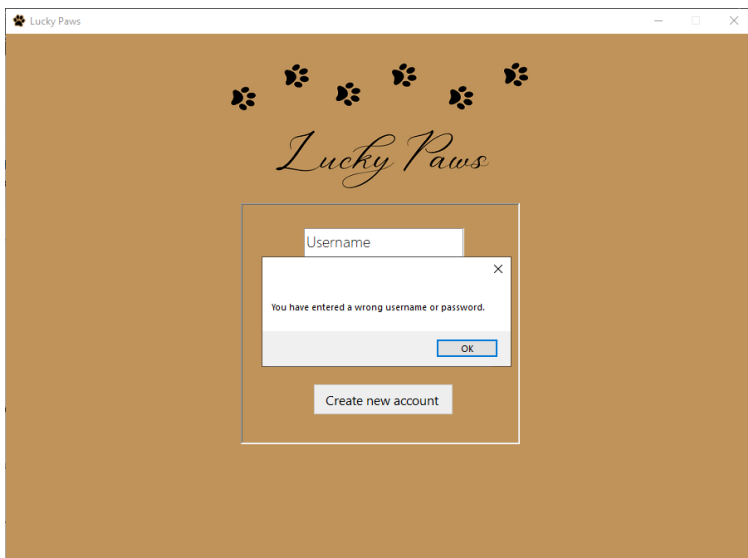 Lucky Paws
Lucky Paws
Username
You have entered a wrong username or password.
OK
Create new account